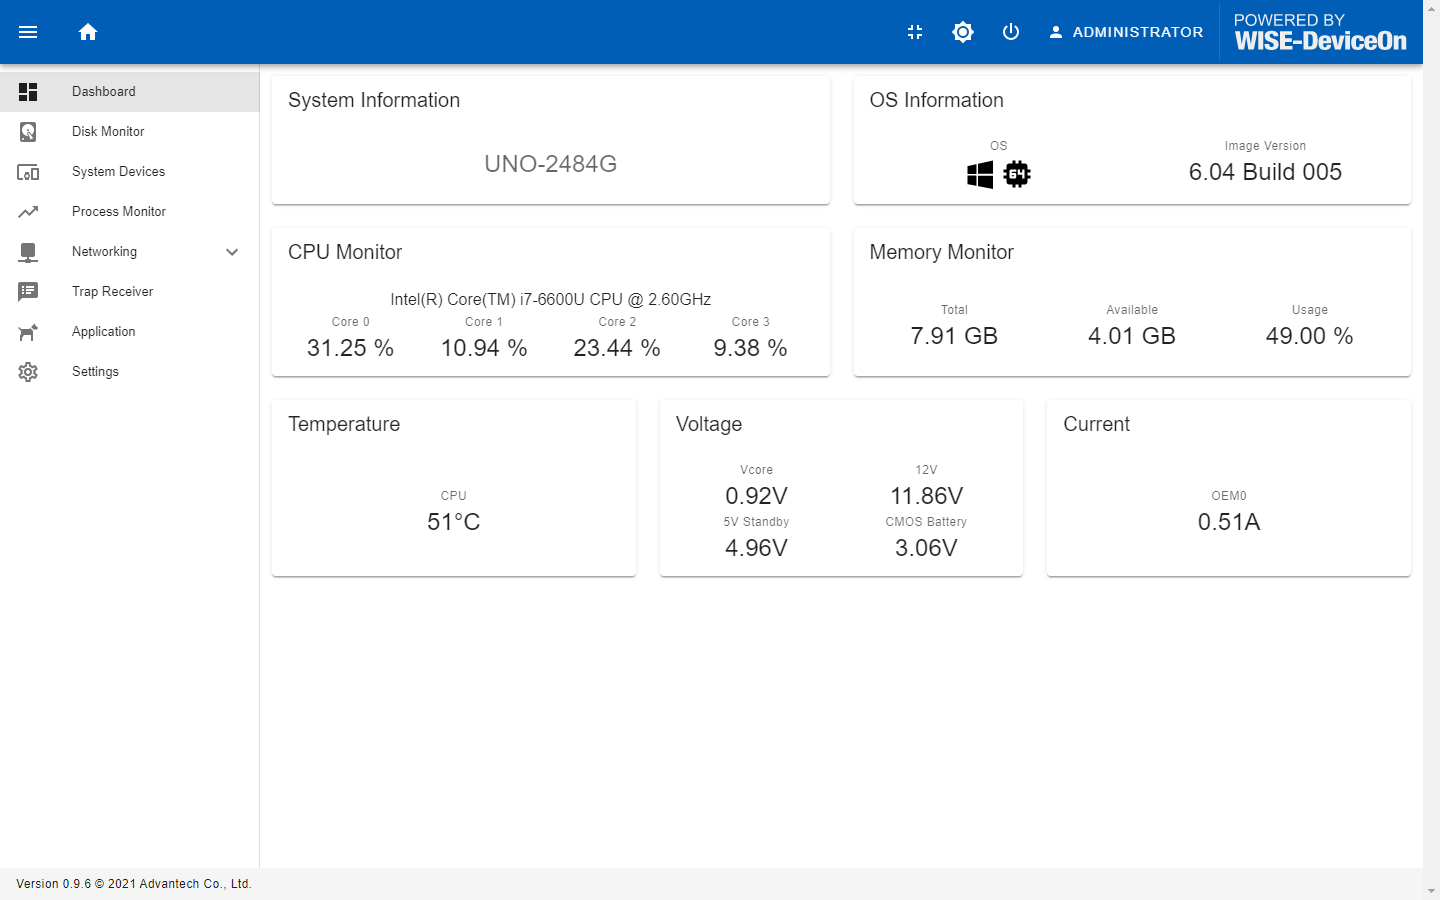 ADMINISTRATOR
POWERED BY
WISE-DeviceOn
Dashboard
Disk Monitor
System Devices
Process Monitor
Networking
Trap Receiver
Application
Settings
System Information
UNO-2484G
OS Information
OS
64
Image Version
6.04 Build 005
CPU Monitor
Intel(R) Core(TM) i7-6600U CPU @ 2.60GHz
Core 0
31.25 %
Core 1
10.94 %
Core 2
23.44 %
Core 3
9.38 %
Memory Monitor
Total
7.91 GB
Available
4.01 GB
Usage
49.00 %
Temperature
CPU
51°C
Voltage
Vcore
0.92V
12V
11.86V
5V Standby
4.96V
CMOS Battery
3.06V
Current
OEM0
0.51A
Version 0.9.6 © 2021 Advantech Co., Ltd.